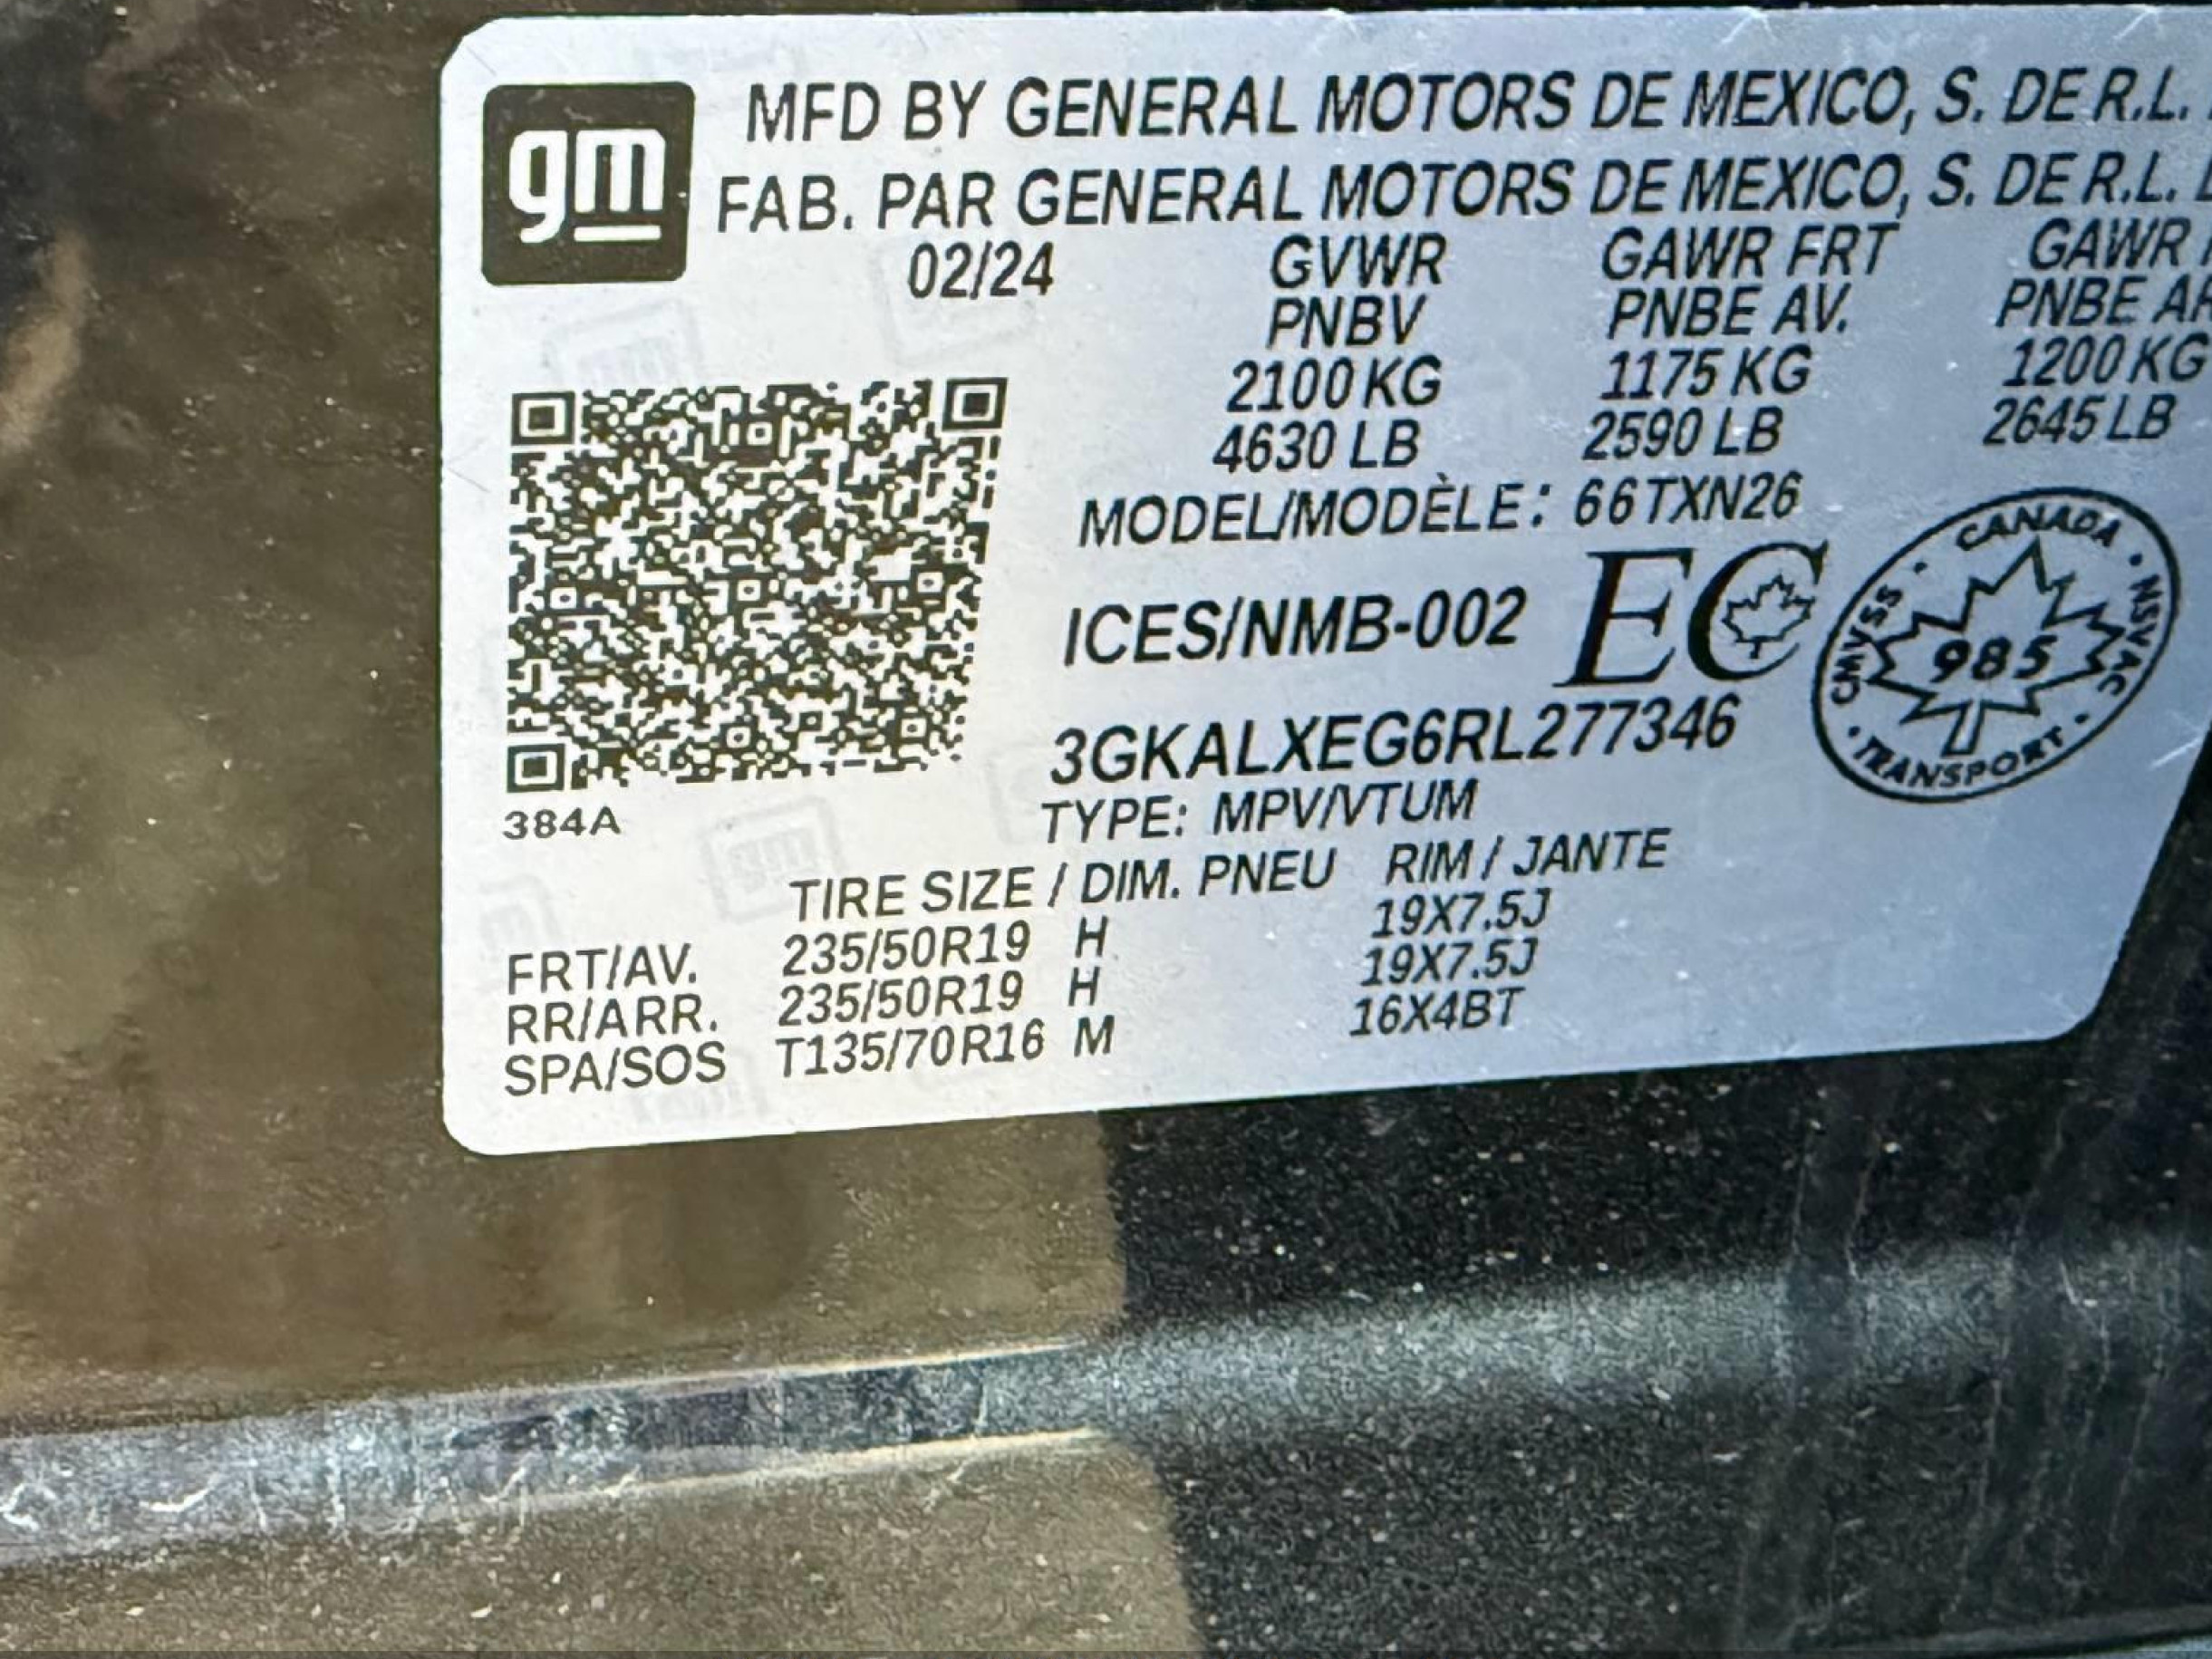 gm
MFD BY GENERAL MOTORS DE MEXICO, S. DE R.L.
FAB. PAR GENERAL MOTORS DE MEXICO, S. DE R.L.
02/24 GVWR GAWR FRT GAWR
PNBV PNBE AV. PNBE
2100 KG 1175 KG 1200 KG
4630 LB 2590 LB 2645 LB
MODEL/MODÈLE: 66TXN26
ICES/NMB-002 EC
CANADA · NSVAC · TRANSPORT · CMVSS ·
985
3GKALXEG6RL277346
384A
TYPE: MPV/VTUM
TIRE SIZE / DIM. PNEU RIM / JANTE
FRT/AV. 235/50R19 H 19X7.5J
RR/ARR. 235/50R19 H 19X7.5J
SPA/SOS T135/70R16 M 16X4BT